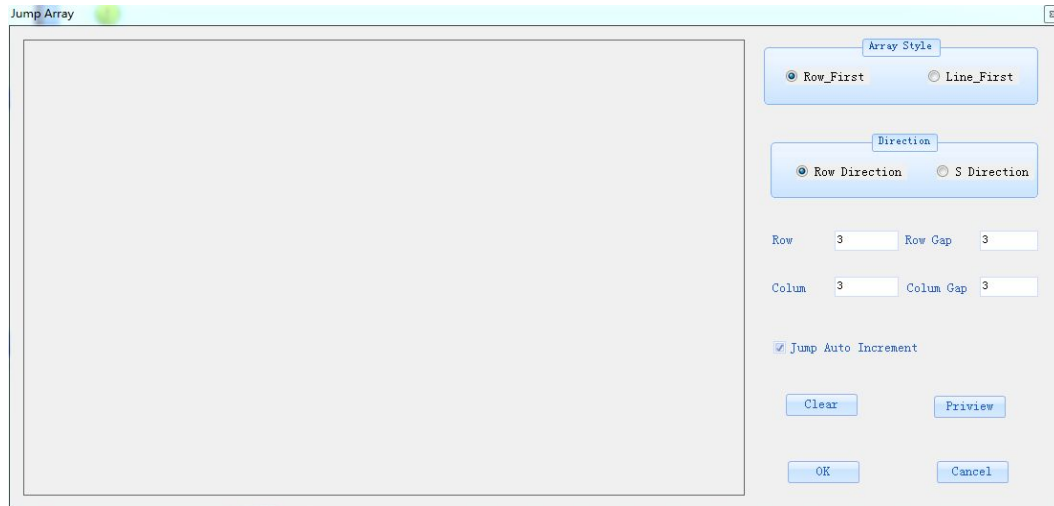 Jump Array
Array Style
Row_First Line_First
Direction
Row Direction S Direction
Row 3 Row Gap 3
Colum 3 Colum Gap 3
Jump Auto Increment
Clear Priview
OK Cancel